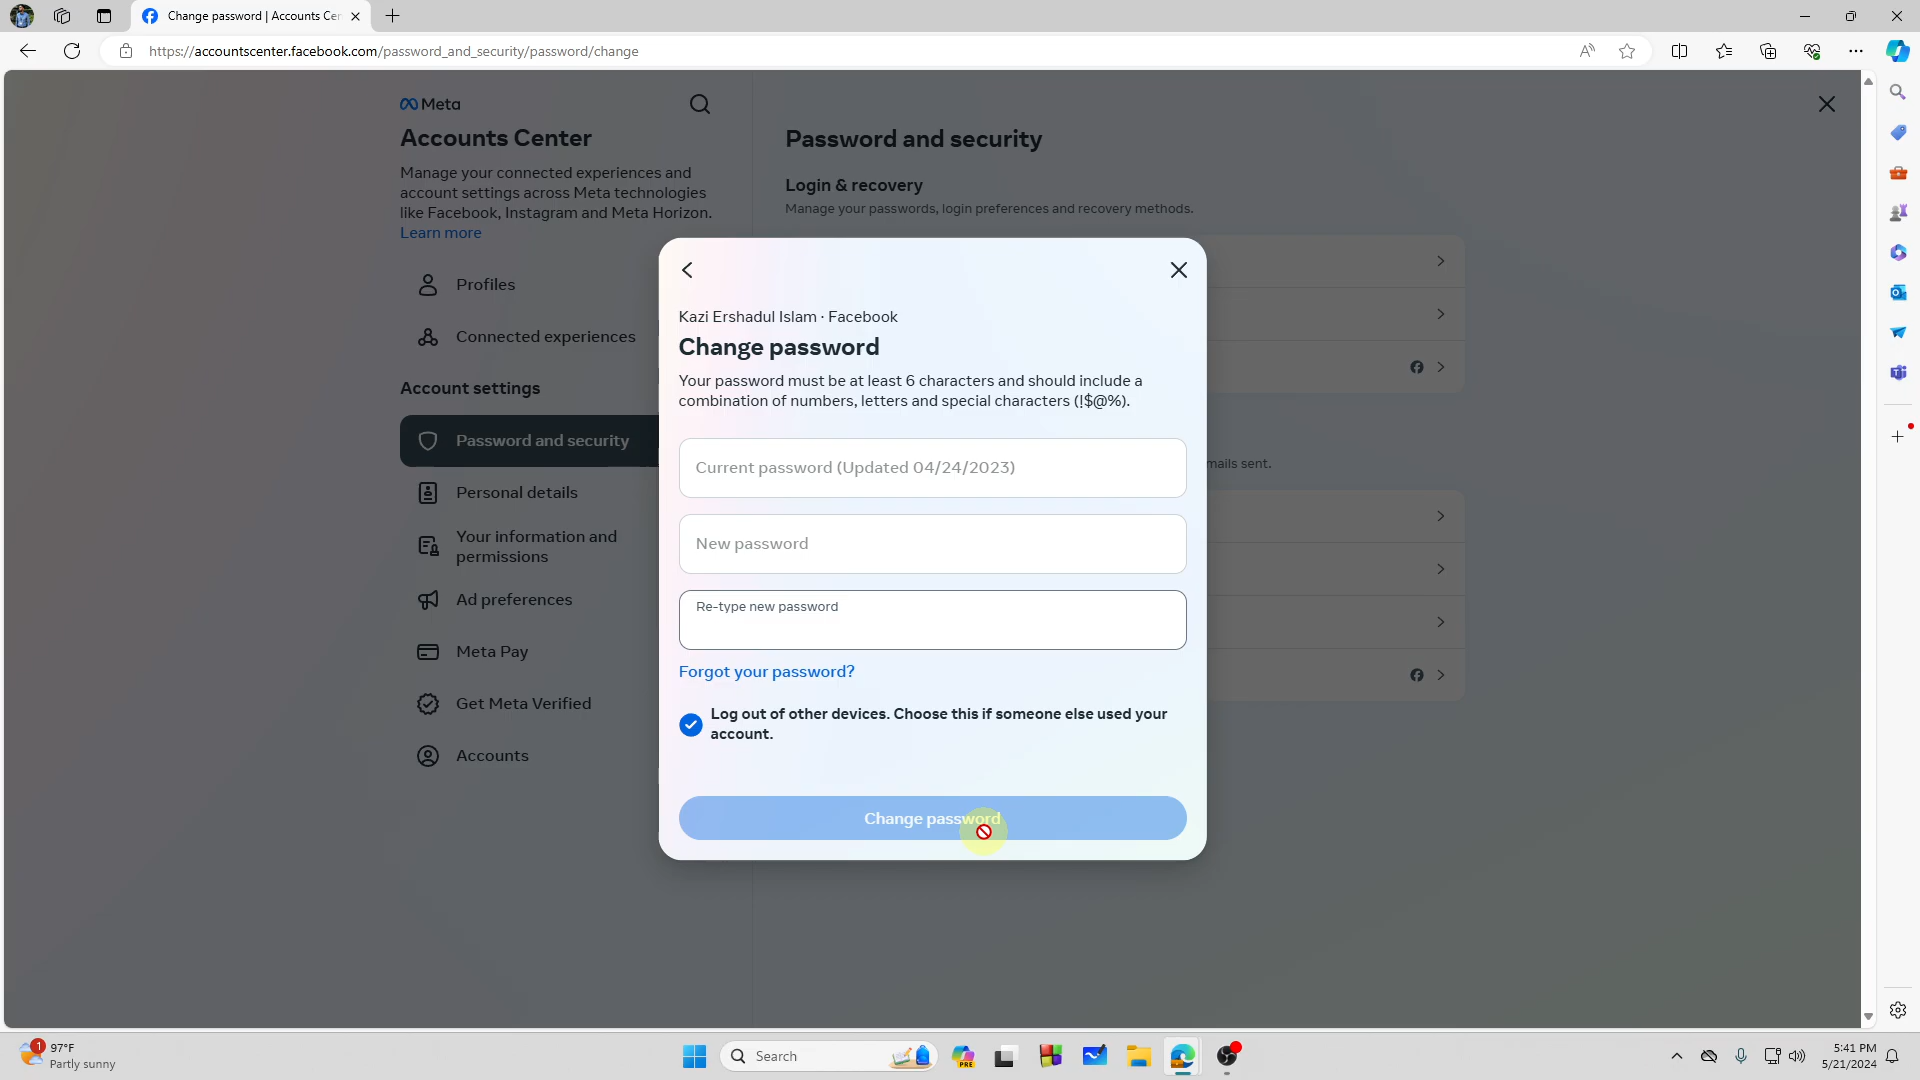 Change password | Accounts Cer
https://accountscenter.facebook.com/password_and_security/password/change
Meta
Accounts Center
Manage your connected experiences and
account settings across Meta technologies
like Facebook, Instagram and Meta Horizon.
Learn more
Profiles
Connected experiences
Account settings
Password and security
Personal details
Your information and
permissions
Ad preferences
Meta Pay
Get Meta Verified
Accounts
Password and security
Login & recovery
Manage your passwords, login preferences and recovery methods.
mails sent.
Kazi Ershadul Islam · Facebook
Change password
Your password must be at least 6 characters and should include a
combination of numbers, letters and special characters (!$@%).
Current password (Updated 04/24/2023)
New password
Re-type new password
Forgot your password?
Log out of other devices. Choose this if someone else used your
account.
Change password
1
97°F
Partly sunny
Search
PRE
5:41 PM
5/21/2024